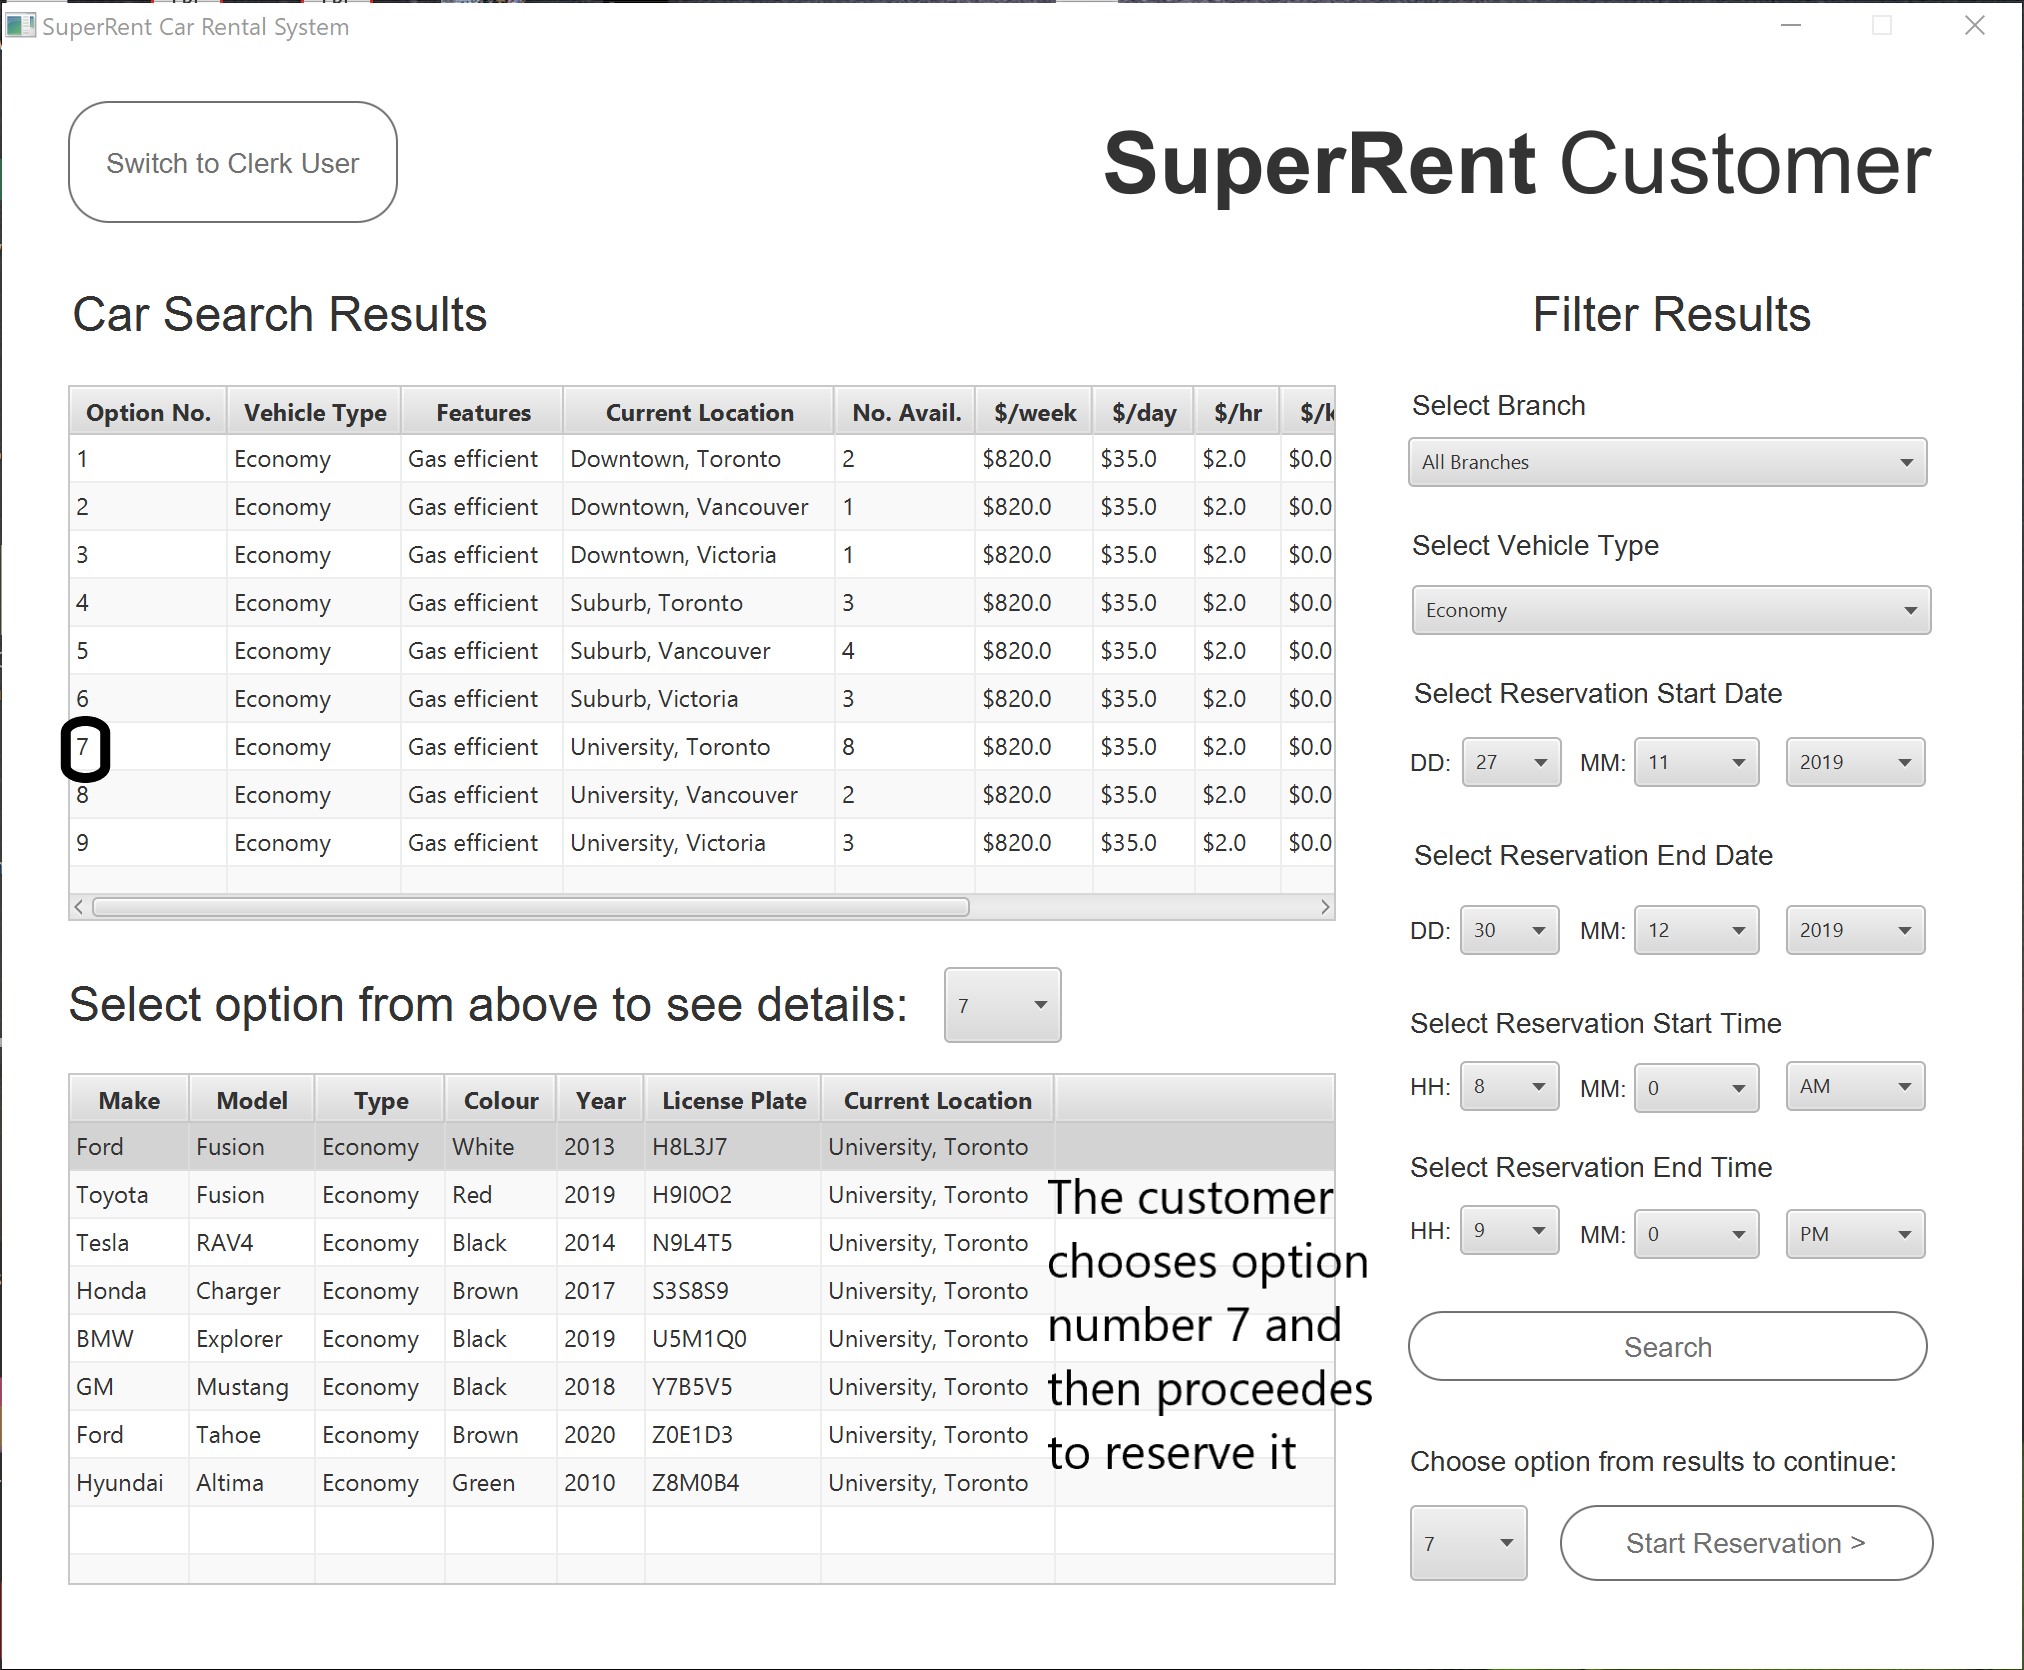 SuperRent Car Rental System
Switch to Clerk User
SuperRent Customer
Car Search Results
Option No. Vehicle Type Features Current Location No. Avail. $/week $/day $/hr $/k
1 Economy Gas efficient Downtown, Toronto 2 $820.0 $35.0 $2.0 $0.0
2 Economy Gas efficient Downtown, Vancouver 1 $820.0 $35.0 $2.0 $0.0
3 Economy Gas efficient Downtown, Victoria 1 $820.0 $35.0 $2.0 $0.0
4 Economy Gas efficient Suburb, Toronto 3 $820.0 $35.0 $2.0 $0.0
5 Economy Gas efficient Suburb, Vancouver 4 $820.0 $35.0 $2.0 $0.0
6 Economy Gas efficient Suburb, Victoria 3 $820.0 $35.0 $2.0 $0.0
7 Economy Gas efficient University, Toronto 8 $820.0 $35.0 $2.0 $0.0
8 Economy Gas efficient University, Vancouver 2 $820.0 $35.0 $2.0 $0.0
9 Economy Gas efficient University, Victoria 3 $820.0 $35.0 $2.0 $0.0
Select option from above to see details: 7
Make Model Type Colour Year License Plate Current Location
Ford Fusion Economy White 2013 H8L3J7 University, Toronto
Toyota Fusion Economy Red 2019 H9I0O2 University, Toronto
Tesla RAV4 Economy Black 2014 N9L4T5 University, Toronto
Honda Charger Economy Brown 2017 S3S8S9 University, Toronto
BMW Explorer Economy Black 2019 U5M1Q0 University, Toronto
GM Mustang Economy Black 2018 Y7B5V5 University, Toronto
Ford Tahoe Economy Brown 2020 Z0E1D3 University, Toronto
Hyundai Altima Economy Green 2010 Z8M0B4 University, Toronto
The customer
chooses option
number 7 and
then proceedes
to reserve it
Filter Results
Select Branch
All Branches
Select Vehicle Type
Economy
Select Reservation Start Date
DD: 27 MM: 11 2019
Select Reservation End Date
DD: 30 MM: 12 2019
Select Reservation Start Time
HH: 8 MM: 0 AM
Select Reservation End Time
HH: 9 MM: 0 PM
Search
Choose option from results to continue:
7 Start Reservation >